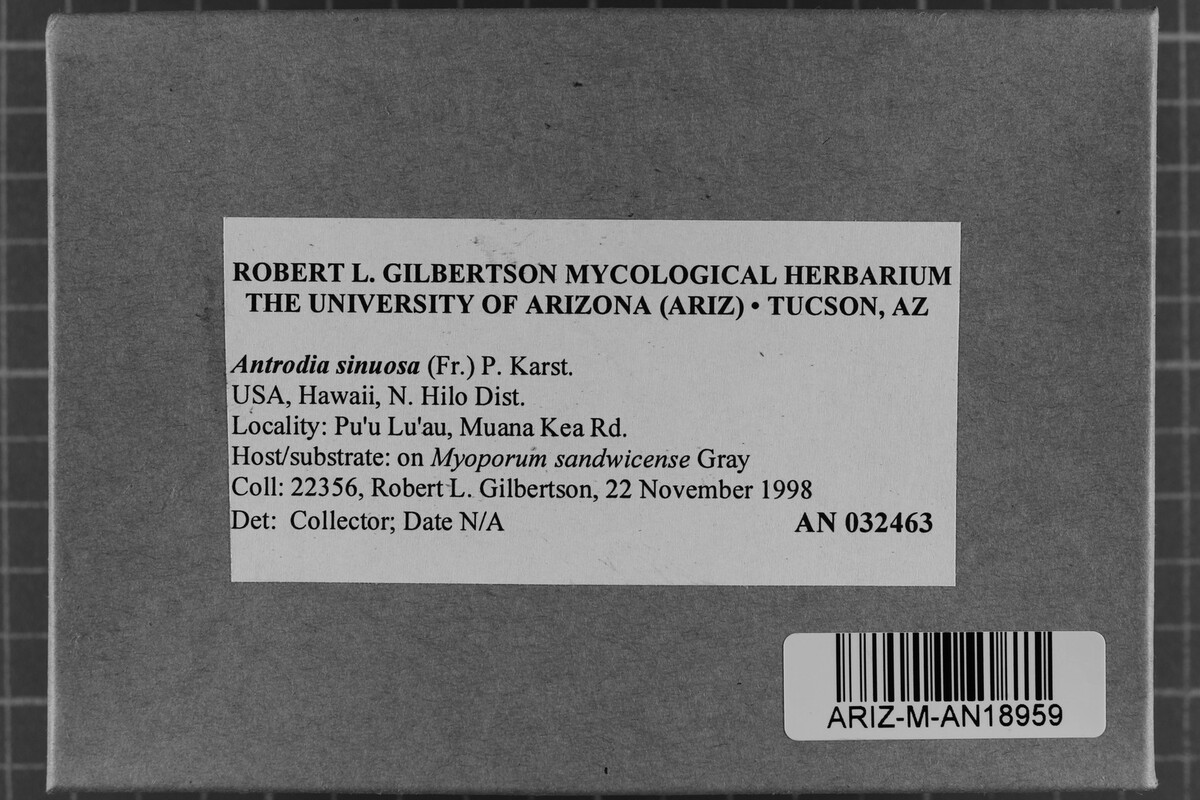 ROBERT L. GILBERTSON MYCOLOGICAL HERBARIUM
THE UNIVERSITY OF ARIZONA (ARIZ) • TUCSON, AZ
Antrodia sinuosa (Fr.) P. Karst.
USA, Hawaii, N. Hilo Dist.
Locality: Pu'u Lu'au, Muana Kea Rd.
Host/substrate: on Myoporum sandwicense Gray
Coll: 22356, Robert L. Gilbertson, 22 November 1998
Det: Collector; Date N/A AN 032463
ARIZ-M-AN18959